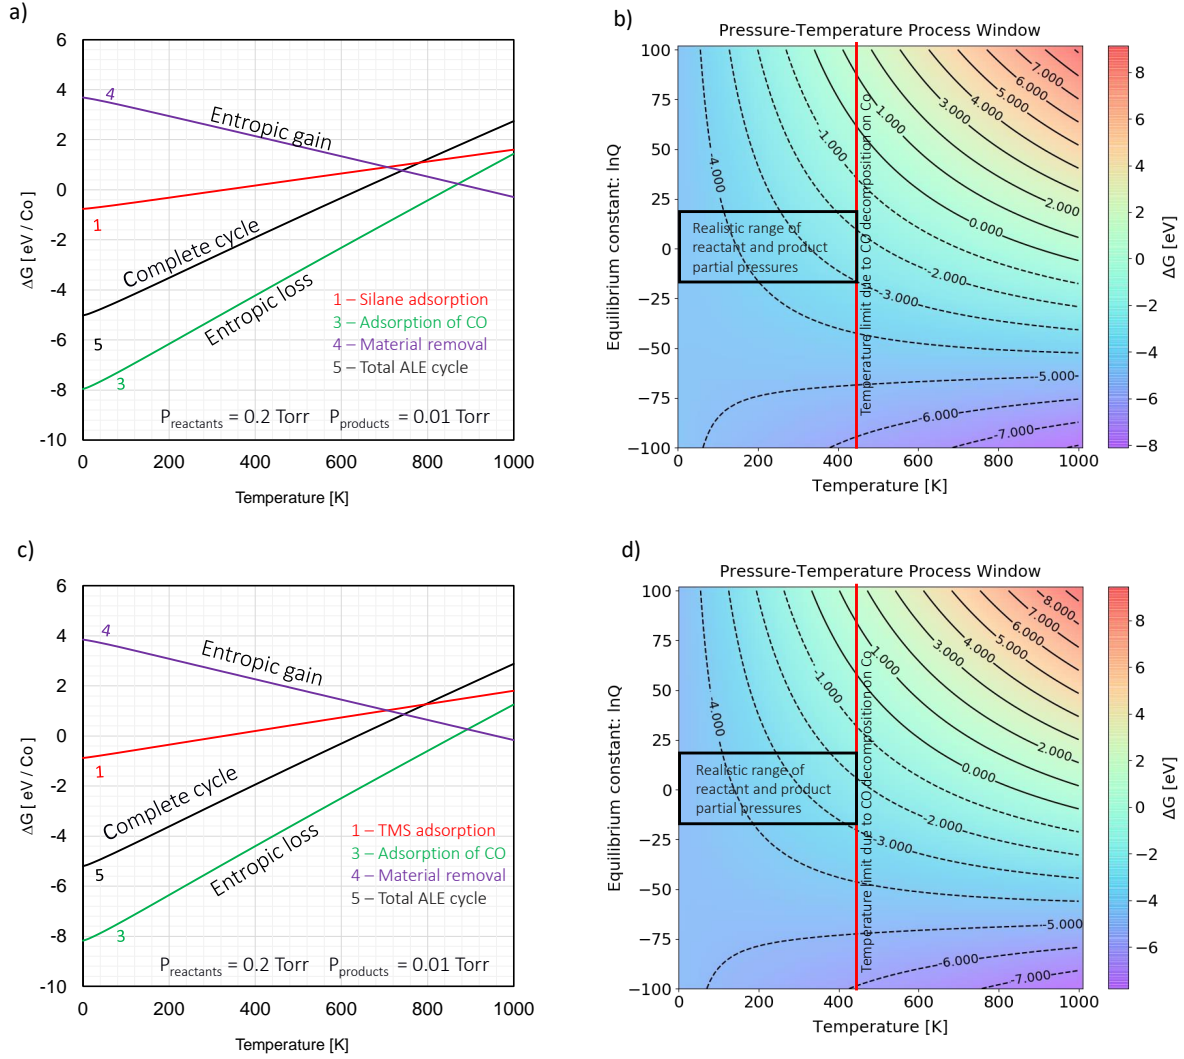 a)
6
4
2
0
-2
-4
-6
-8
-10
ΔG [ eV / Co ]
4
Entropic gain
1
Complete cycle
Entropic loss
5
3
1 – Silane adsorption
3 – Adsorption of CO
4 – Material removal
5 – Total ALE cycle
Preactants = 0.2 Torr Pproducts = 0.01 Torr
0 200 400 600 800 1000
Temperature [K]
b)
Pressure-Temperature Process Window
100
75
50
25
0
−25
−50
−75
−100
Equilibrium constant: lnQ
7.000
6.000
5.000
4.000
3.000
2.000
1.000
0.000
-1.000
-2.000
-3.000
-4.000
-5.000
-6.000
-7.000
Realistic range of
reactant and product
partial pressures
Temperature limit due to CO decomposition on Co
0 200 400 600 800 1000
Temperature [K]
8
6
4
2
0
−2
−4
−6
−8
ΔG [eV]
c)
6
4
2
0
-2
-4
-6
-8
-10
ΔG [ eV / Co ]
4
Entropic gain
1
Complete cycle
Entropic loss
5
3
1 – TMS adsorption
3 – Adsorption of CO
4 – Material removal
5 – Total ALE cycle
Preactants = 0.2 Torr Pproducts = 0.01 Torr
0 200 400 600 800 1000
Temperature [K]
d)
Pressure-Temperature Process Window
100
75
50
25
0
−25
−50
−75
−100
Equilibrium constant: lnQ
8.000
7.000
6.000
5.000
4.000
3.000
2.000
1.000
0.000
-1.000
-2.000
-3.000
-4.000
-5.000
-6.000
-7.000
Realistic range of
reactant and product
partial pressures
Temperature limit due to CO decomposition on Co
0 200 400 600 800 1000
Temperature [K]
8
6
4
2
0
−2
−4
−6
ΔG [eV]